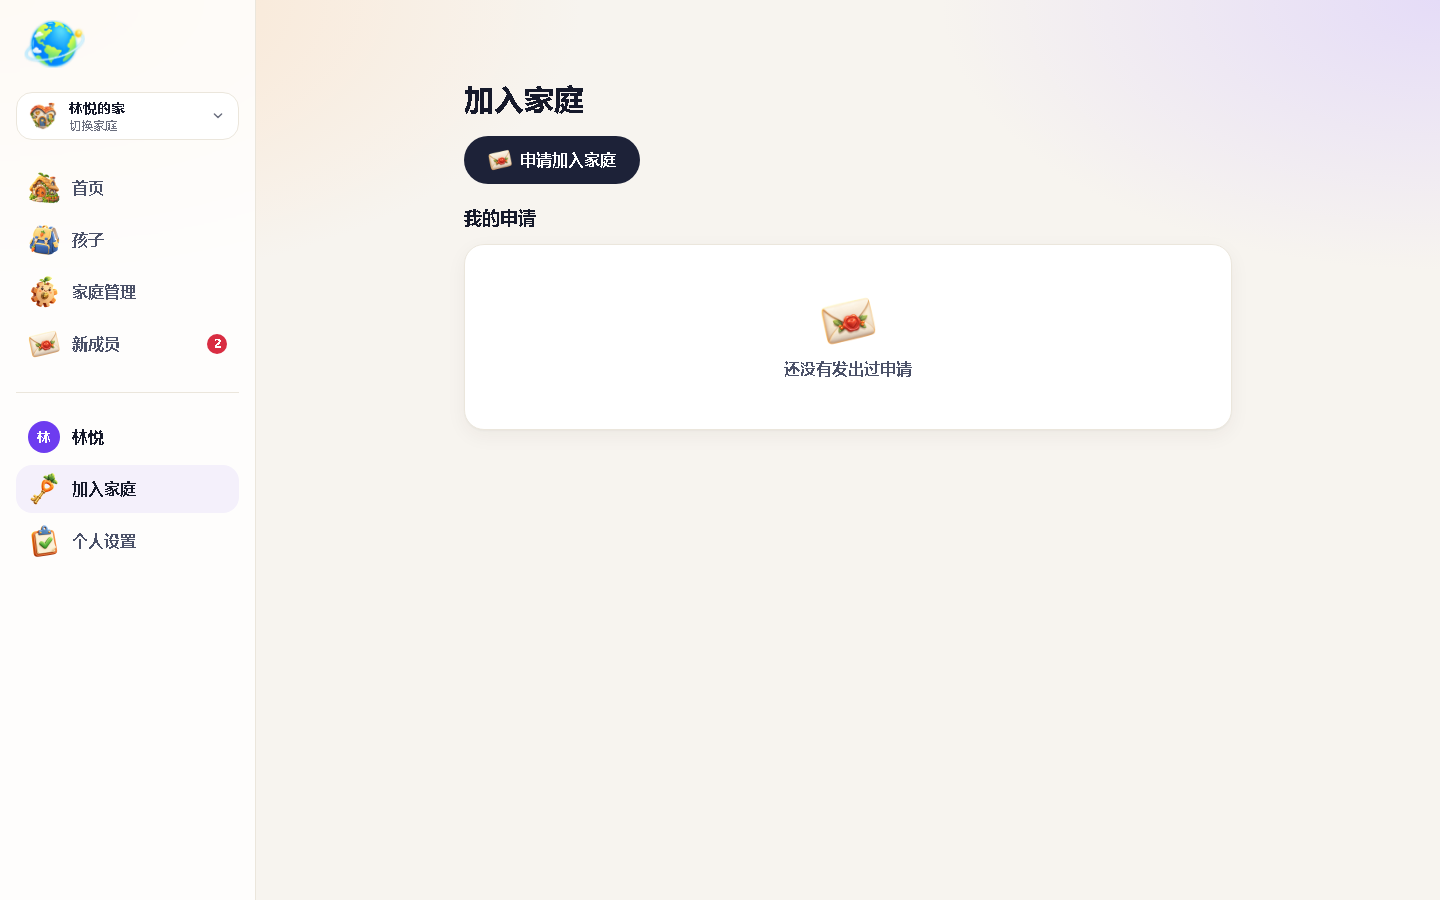 林悦的家
切换家庭
首页
孩子
家庭管理
新成员
2
林
林悦
加入家庭
个人设置
加入家庭
申请加入家庭
我的申请
还没有发出过申请